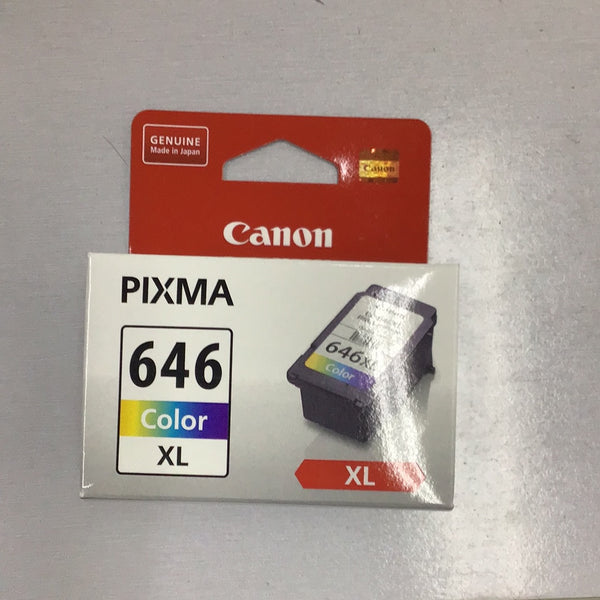 GENUINE
Made in Japan
Canon
Canon
PIXMA
646
Color
XL
646XL
Color
XL